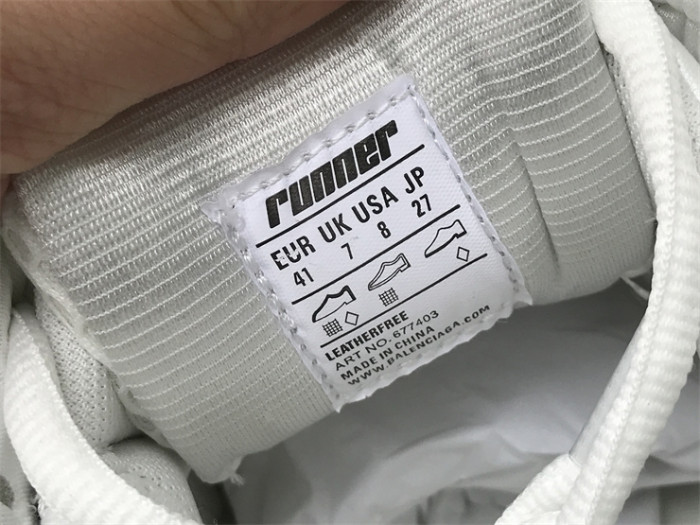 runner
EUR UK USA JP
41 7 8 27
LEATHERFREE
ART NO. 677403
MADE IN CHINA
WWW.BALENCIAGA.COM